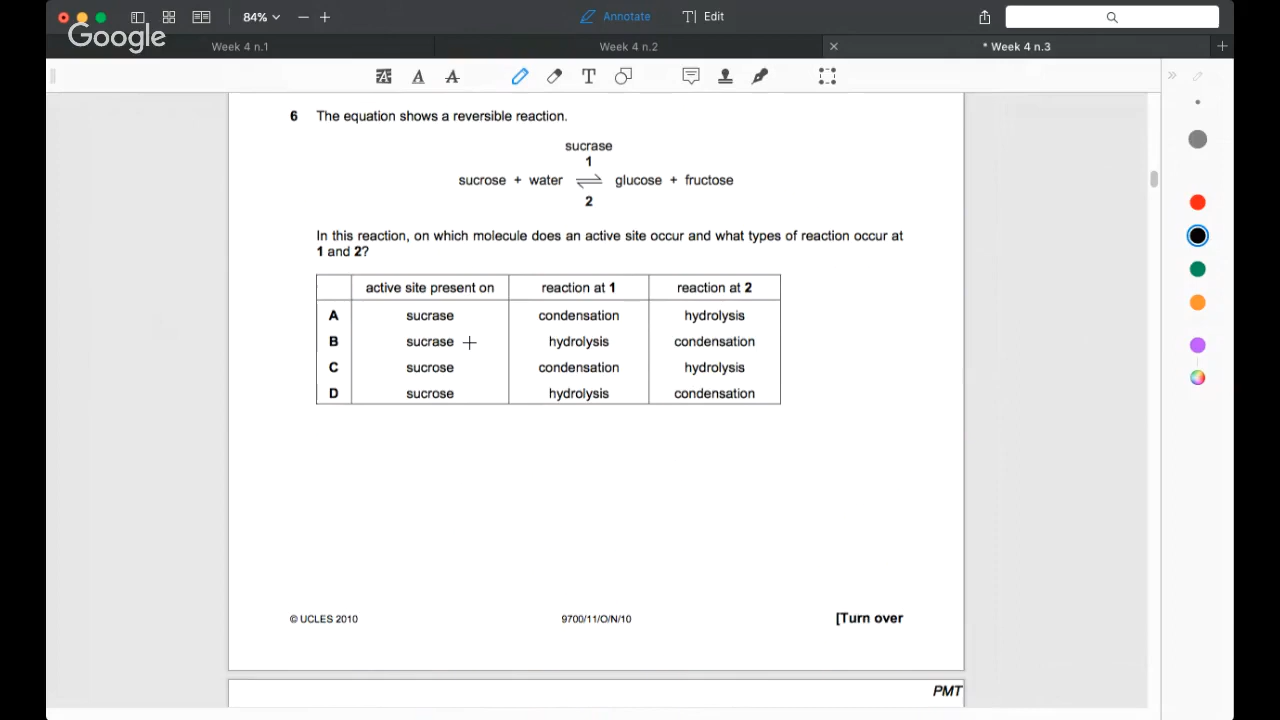 84%
Annotate
Edit
Google
Week 4 n.1
Week 4 n.2
* Week 4 n.3
6 The equation shows a reversible reaction.
sucrase
1
sucrose + water ⇌ glucose + fructose
2
In this reaction, on which molecule does an active site occur and what types of reaction occur at
1 and 2?
active site present on reaction at 1 reaction at 2
A sucrase condensation hydrolysis
B sucrase hydrolysis condensation
C sucrose condensation hydrolysis
D sucrose hydrolysis condensation
© UCLES 2010 9700/11/O/N/10 [Turn over
PMT